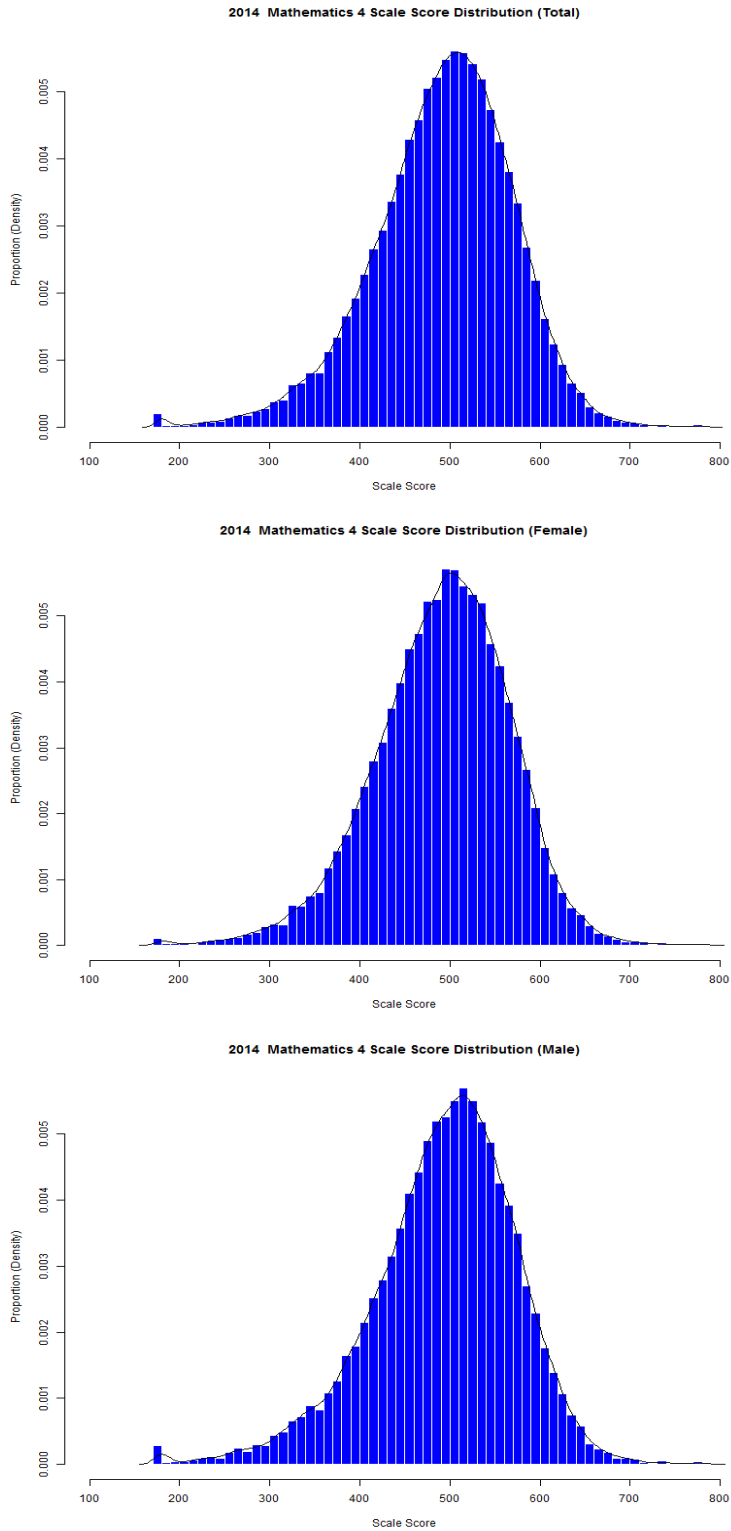 2014  Mathematics 4 Scale Score Distribution (Total)
Proportion (Density)
0.005
0.004
0.003
0.002
0.001
0.000
100 200 300 400 500 600 700 800
Scale Score
2014  Mathematics 4 Scale Score Distribution (Female)
Proportion (Density)
0.005
0.004
0.003
0.002
0.001
0.000
100 200 300 400 500 600 700 800
Scale Score
2014  Mathematics 4 Scale Score Distribution (Male)
Proportion (Density)
0.005
0.004
0.003
0.002
0.001
0.000
100 200 300 400 500 600 700 800
Scale Score